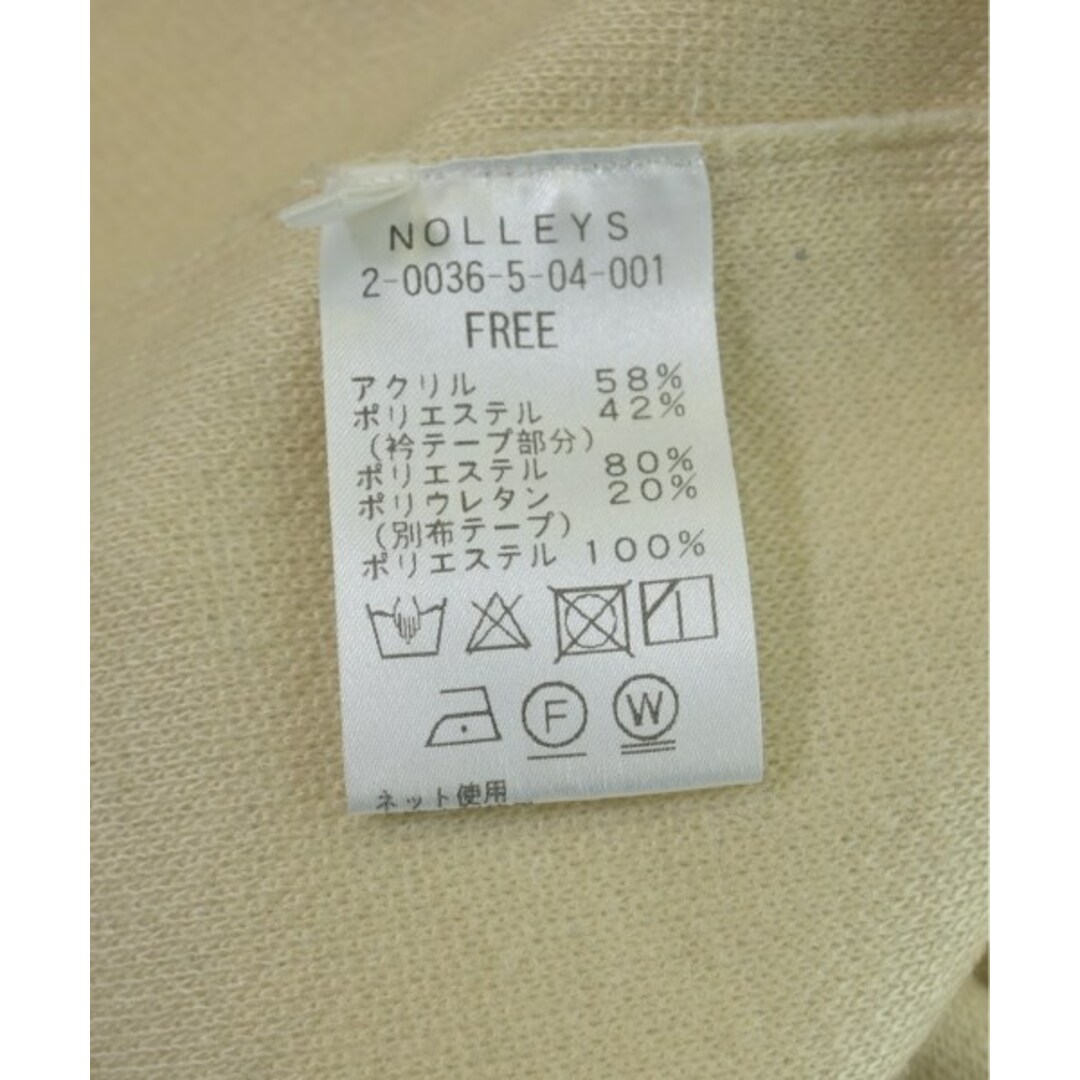 NOLLEYS
2-0036-5-04-001
FREE
アクリル 58%
ポリエステル 42%
(衿テープ部分)
ポリエステル 80%
ポリウレタン 20%
(別布テープ)
ポリエステル 100%
F
W
ネット使用